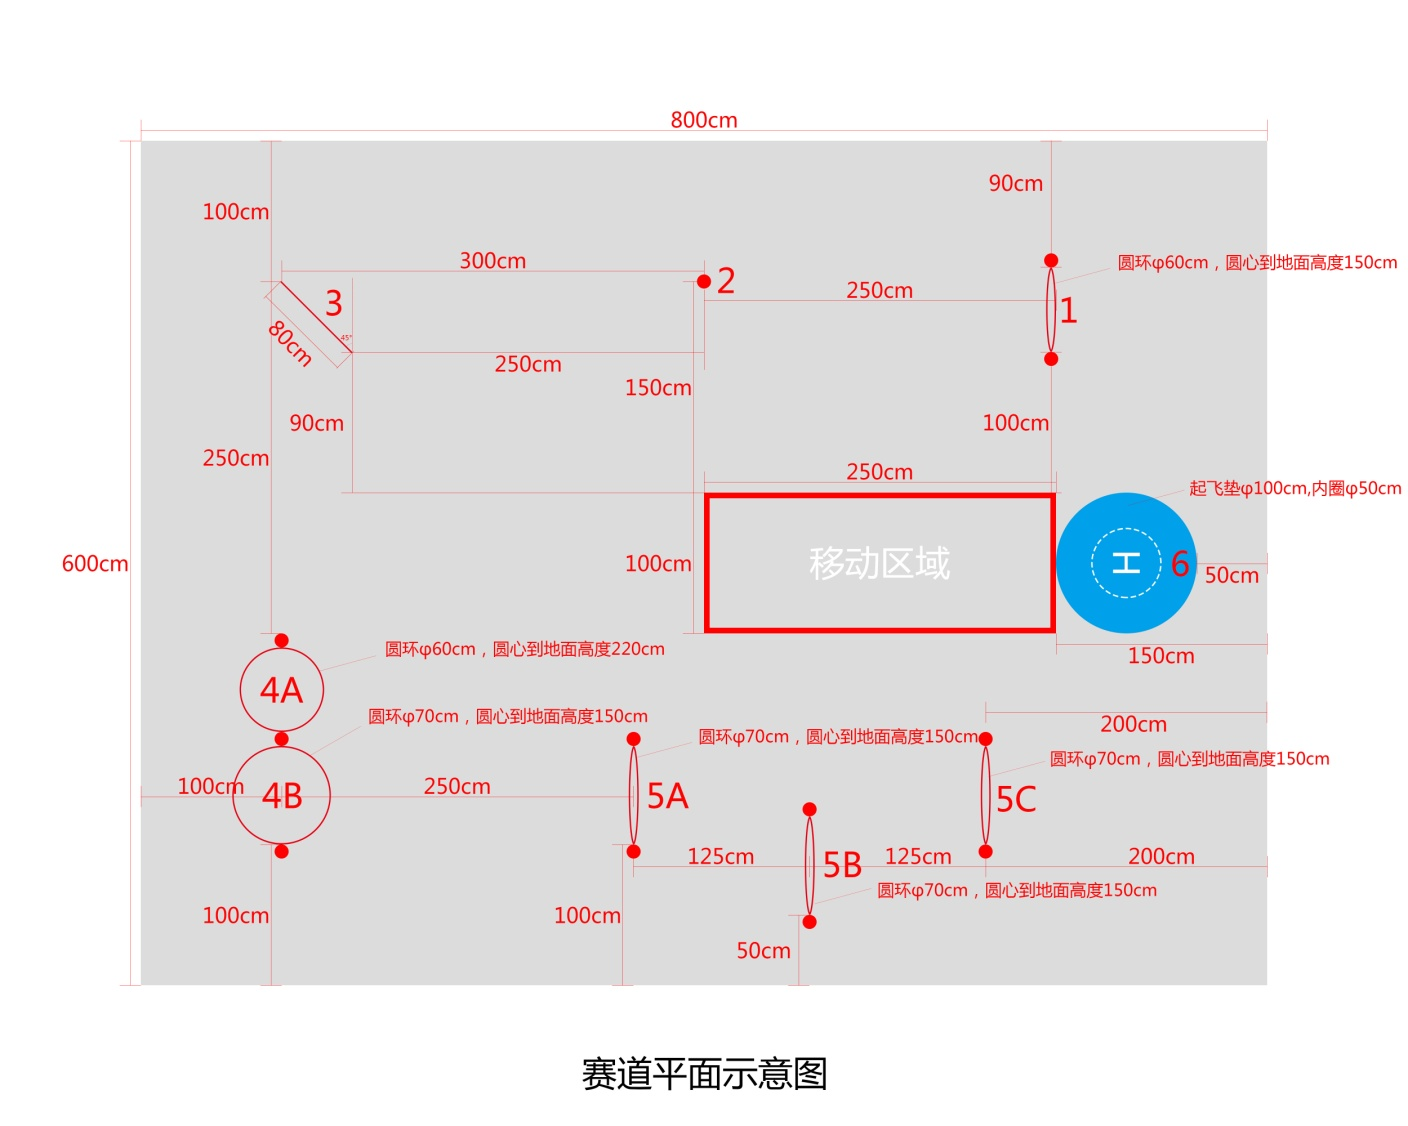 800cm
90cm
100cm
300cm
圆环φ60cm，圆心到地面高度150cm
2
250cm
3
1
45°
80cm
250cm
150cm
90cm
100cm
250cm
250cm
起飞垫φ100cm,内圈φ50cm
600cm
100cm
移动区域
H
6
50cm
圆环φ60cm，圆心到地面高度220cm
150cm
4A
圆环φ70cm，圆心到地面高度150cm
200cm
圆环φ70cm，圆心到地面高度150cm
圆环φ70cm，圆心到地面高度150cm
100cm
4B
250cm
5A
5C
125cm
5B
125cm
200cm
圆环φ70cm，圆心到地面高度150cm
100cm
100cm
50cm
赛道平面示意图